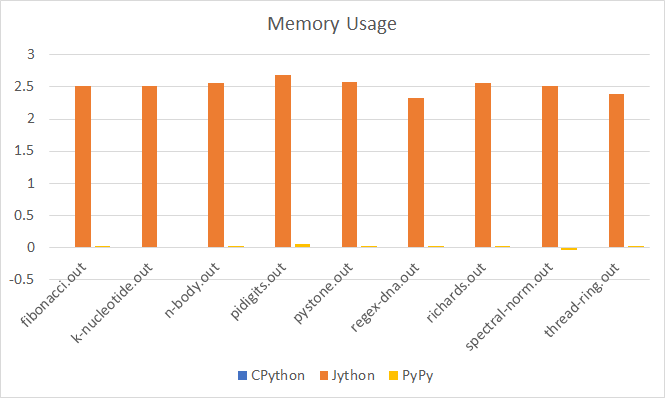 Memory Usage
3
2.5
2
1.5
1
0.5
0
-0.5
fibonacci.out
k-nucleotide.out
n-body.out
pidigits.out
pystone.out
regex-dna.out
richards.out
spectral-norm.out
thread-ring.out
CPython Jython PyPy